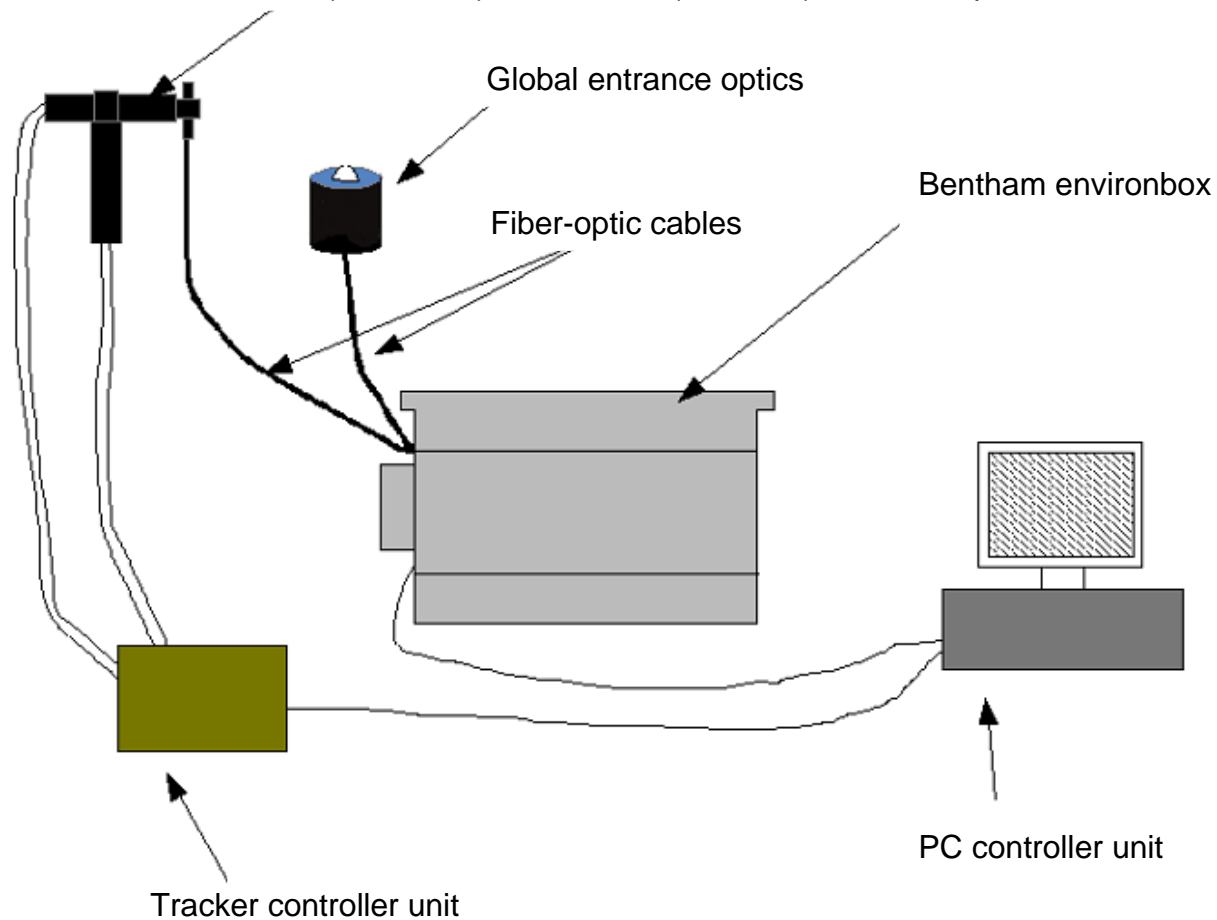 Global entrance optics
Bentham environbox
Fiber-optic cables
PC controller unit
Tracker controller unit